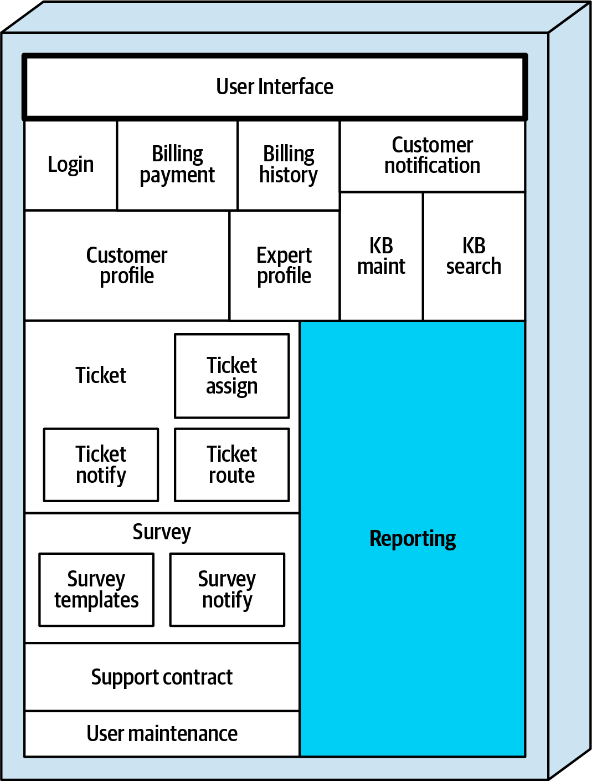 User Interface
Login
Billing
payment
Billing
history
Customer
notification
Customer
profile
Expert
profile
KB
maint
KB
search
Ticket
Ticket
assign
Ticket
notify
Ticket
route
Reporting
Survey
Survey
templates
Survey
notify
Support contract
User maintenance